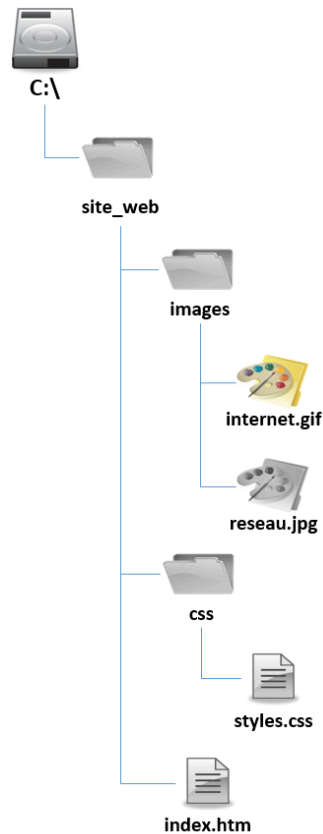 C:\
site_web
images
internet.gif
reseau.jpg
css
styles.css
index.htm